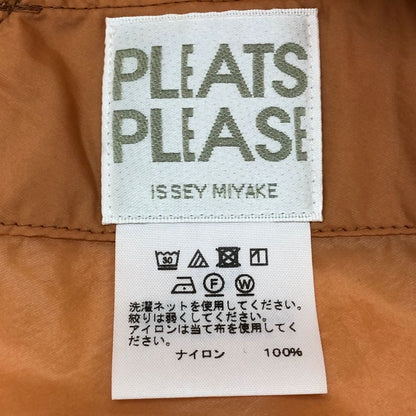 PLEATS
PLEASE
ISSEY MIYAKE
30
F W
洗濯ネットを使用してください
絞りは弱くしてください
アイロンは当て布を使用してくださ
ナイロン 100%